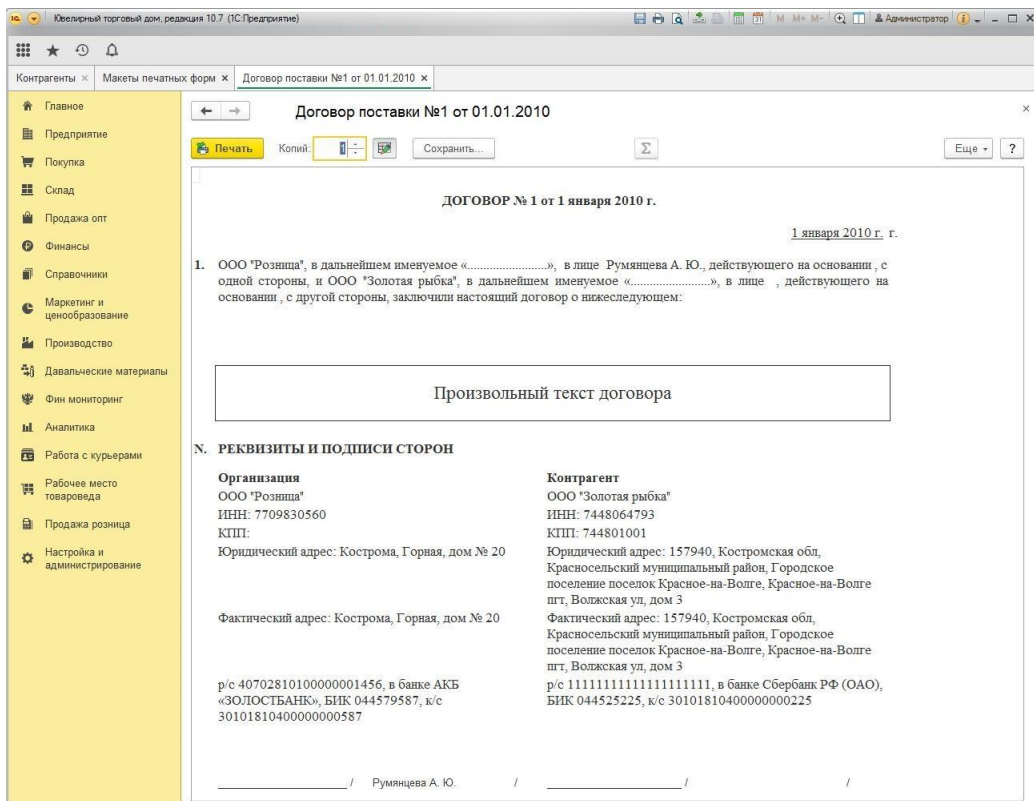 Ювелирный торговый дом, редакция 10.7 (1С:Предприятие)
M M+ M- Администратор
Контрагенты × Макеты печатных форм × Договор поставки №1 от 01.01.2010 ×
Главное
Предприятие
Покупка
Склад
Продажа опт
Финансы
Справочники
Маркетинг и
ценообразование
Производство
Давальческие материалы
Фин мониторинг
Аналитика
Работа с курьерами
Рабочее место
товароведа
Продажа розница
Настройка и
администрирование
Договор поставки №1 от 01.01.2010
Печать Копий: 1 Сохранить... Σ Еще ?
ДОГОВОР № 1 от 1 января 2010 г.
1 января 2010 г. г.
1. ООО "Розница", в дальнейшем именуемое «.........................», в лице Румянцева А. Ю., действующего на основании , с
одной стороны, и ООО "Золотая рыбка", в дальнейшем именуемое «.........................», в лице , действующего на
основании , с другой стороны, заключили настоящий договор о нижеследующем:
Произвольный текст договора
N. РЕКВИЗИТЫ И ПОДПИСИ СТОРОН
Организация
ООО "Розница"
ИНН: 7709830560
КПП:
Юридический адрес: Кострома, Горная, дом № 20
Фактический адрес: Кострома, Горная, дом № 20
р/с 40702810100000001456, в банке АКБ
«ЗОЛОСТБАНК», БИК 044579587, к/с
30101810400000000587
Контрагент
ООО "Золотая рыбка"
ИНН: 7448064793
КПП: 744801001
Юридический адрес: 157940, Костромская обл,
Красносельский муниципальный район, Городское
поселение поселок Красное-на-Волге, Красное-на-Волге
пгт, Волжская ул, дом 3
Фактический адрес: 157940, Костромская обл,
Красносельский муниципальный район, Городское
поселение поселок Красное-на-Волге, Красное-на-Волге
пгт, Волжская ул, дом 3
р/с 11111111111111111111, в банке Сбербанк РФ (ОАО),
БИК 044525225, к/с 30101810400000000225
____________________/ Румянцева А. Ю. / ____________________/ /